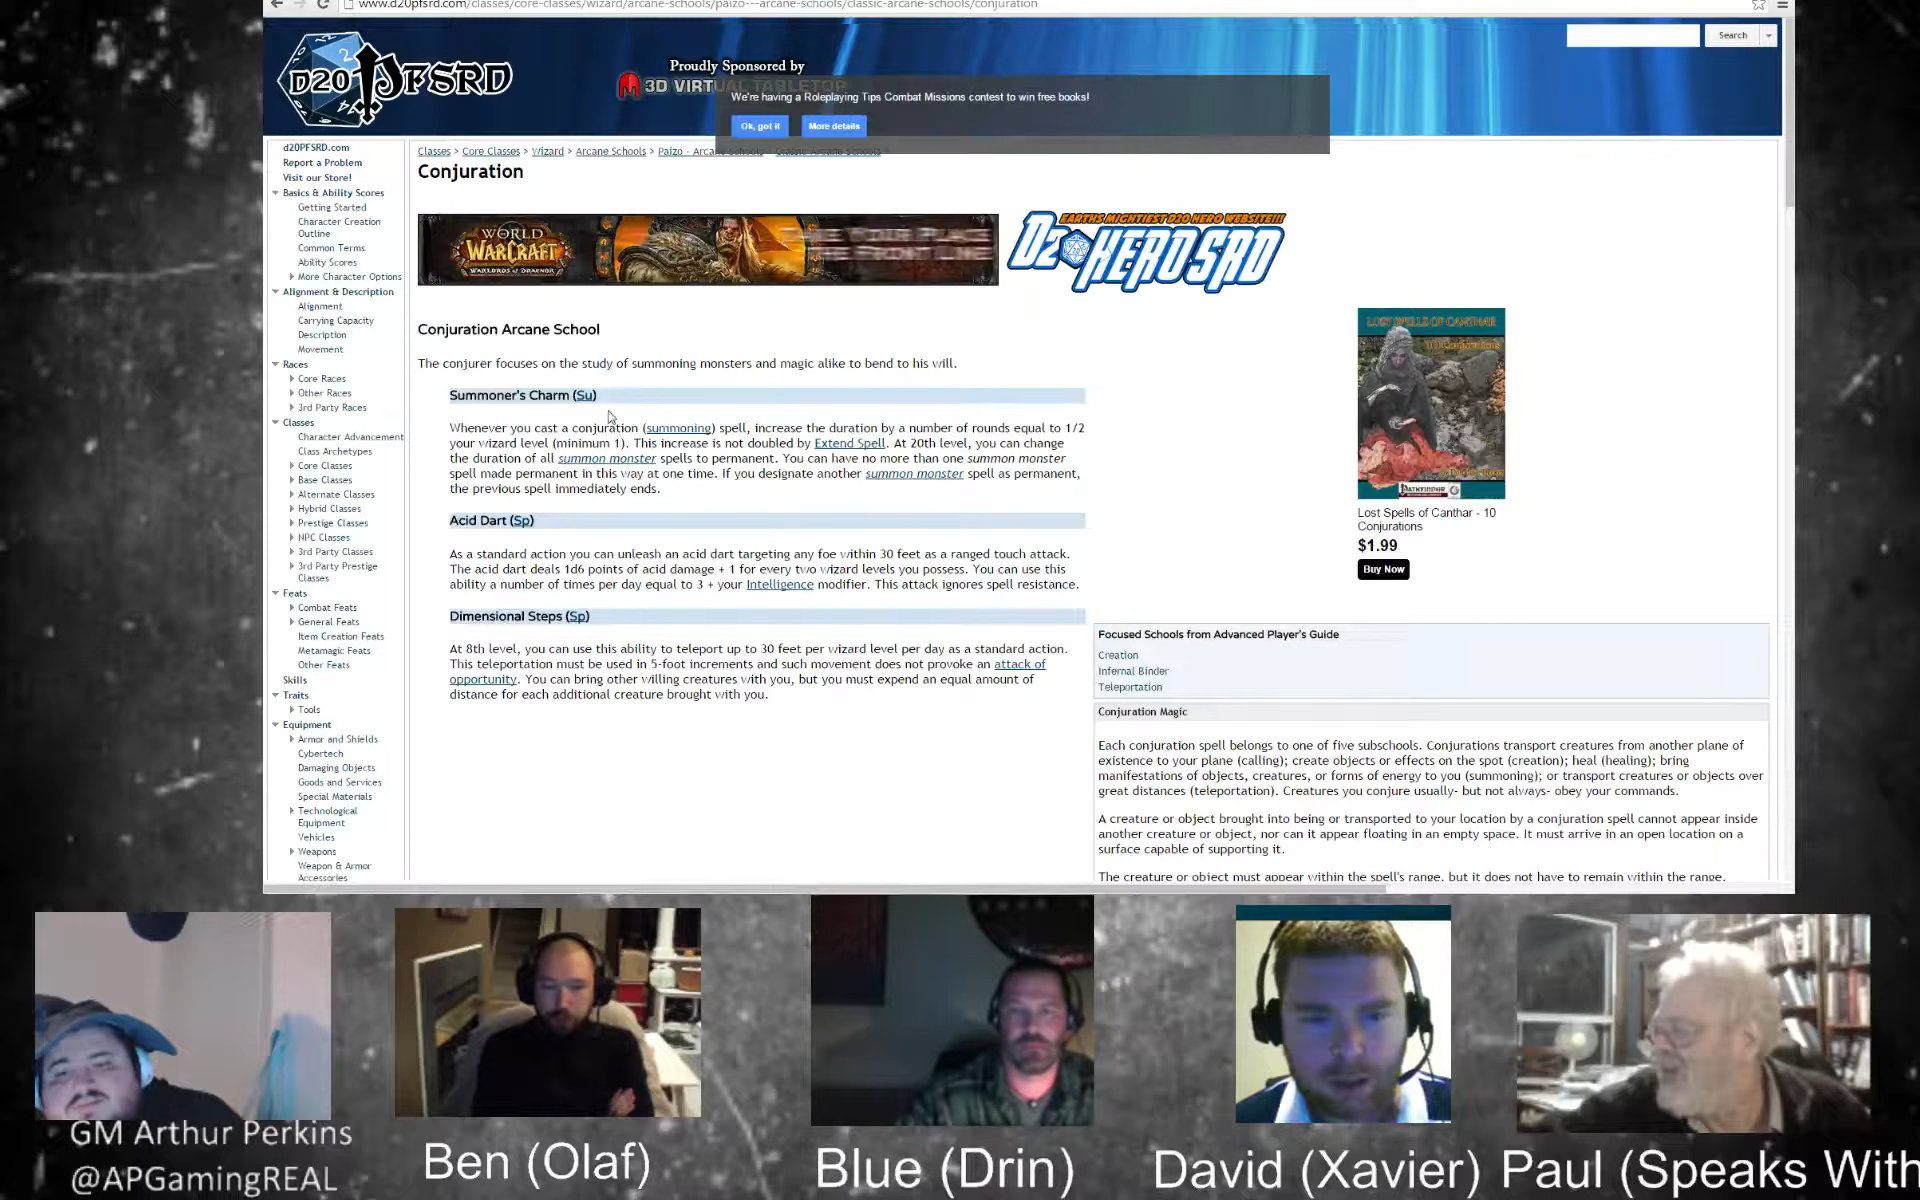 www.d20pfsrd.com/classes/core-classes/wizard/arcane-schools/paizo---arcane-schools/classic-arcane-schools/conjuration
D20PFSRD
Proudly Sponsored by
3D VIRTUAL TABLETOP
Search
We're having a Roleplaying Tips Combat Missions contest to win free books!
Ok, got it
More details
d20PFSRD.com
Report a Problem
Visit our Store!
Basics & Ability Scores
Getting Started
Character Creation
Outline
Common Terms
Ability Scores
More Character Options
Alignment & Description
Alignment
Carrying Capacity
Description
Movement
Races
Core Races
Other Races
3rd Party Races
Classes
Character Advancement
Class Archetypes
Core Classes
Base Classes
Alternate Classes
Hybrid Classes
Prestige Classes
NPC Classes
3rd Party Classes
3rd Party Prestige
Classes
Feats
Combat Feats
General Feats
Item Creation Feats
Metamagic Feats
Other Feats
Skills
Traits
Tools
Equipment
Armor and Shields
Cybertech
Damaging Objects
Goods and Services
Special Materials
Technological
Equipment
Vehicles
Weapons
Weapon & Armor
Accessories
Classes > Core Classes > Wizard > Arcane Schools > Paizo - Arcane Schools > Classic Arcane Schools >
Conjuration
WORLD
WARCRAFT
WARLORDS OF DRAENOR
EARTHS MIGHTIEST D20 HERO WEBSITE!!!
D20HEROSRD
Conjuration Arcane School
The conjurer focuses on the study of summoning monsters and magic alike to bend to his will.
Summoner's Charm (Su)
Whenever you cast a conjuration (summoning) spell, increase the duration by a number of rounds equal to 1/2
your wizard level (minimum 1). This increase is not doubled by Extend Spell. At 20th level, you can change
the duration of all summon monster spells to permanent. You can have no more than one summon monster
spell made permanent in this way at one time. If you designate another summon monster spell as permanent,
the previous spell immediately ends.
Acid Dart (Sp)
As a standard action you can unleash an acid dart targeting any foe within 30 feet as a ranged touch attack.
The acid dart deals 1d6 points of acid damage + 1 for every two wizard levels you possess. You can use this
ability a number of times per day equal to 3 + your Intelligence modifier. This attack ignores spell resistance.
Dimensional Steps (Sp)
At 8th level, you can use this ability to teleport up to 30 feet per wizard level per day as a standard action.
This teleportation must be used in 5-foot increments and such movement does not provoke an attack of
opportunity. You can bring other willing creatures with you, but you must expend an equal amount of
distance for each additional creature brought with you.
LOST SPELLS OF CANTHAR
10 Conjurations
PATHFINDER
Lost Spells of Canthar - 10
Conjurations
$1.99
Buy Now
Focused Schools from Advanced Player's Guide
Creation
Infernal Binder
Teleportation
Conjuration Magic
Each conjuration spell belongs to one of five subschools. Conjurations transport creatures from another plane of
existence to your plane (calling); create objects or effects on the spot (creation); heal (healing); bring
manifestations of objects, creatures, or forms of energy to you (summoning); or transport creatures or objects over
great distances (teleportation). Creatures you conjure usually- but not always- obey your commands.
A creature or object brought into being or transported to your location by a conjuration spell cannot appear inside
another creature or object, nor can it appear floating in an empty space. It must arrive in an open location on a
surface capable of supporting it.
The creature or object must appear within the spell's range, but it does not have to remain within the range.
GM Arthur Perkins
@APGamingREAL
Ben (Olaf)
Blue (Drin)
David (Xavier)
Paul (Speaks With